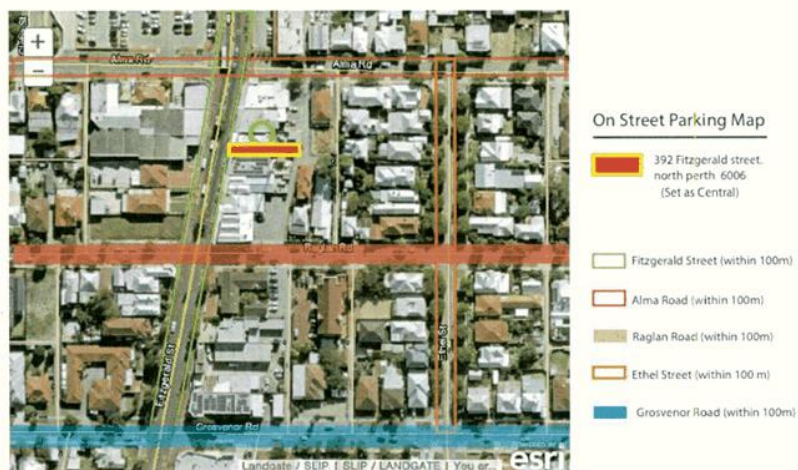 +
−
Alma Rd
Alma Rd
Raglan Rd
Ethel St
Fitzgerald St
Grosvenor Rd
Landgate / SLIP | SLIP / LANDGATE | You ar...
esri
On Street Parking Map
392 Fitzgerald street,
north perth 6006
(Set as Central)
Fitzgerald Street (within 100m)
Alma Road (within 100m)
Raglan Road (within 100m)
Ethel Street (within 100 m)
Grosvenor Road (within 100m)